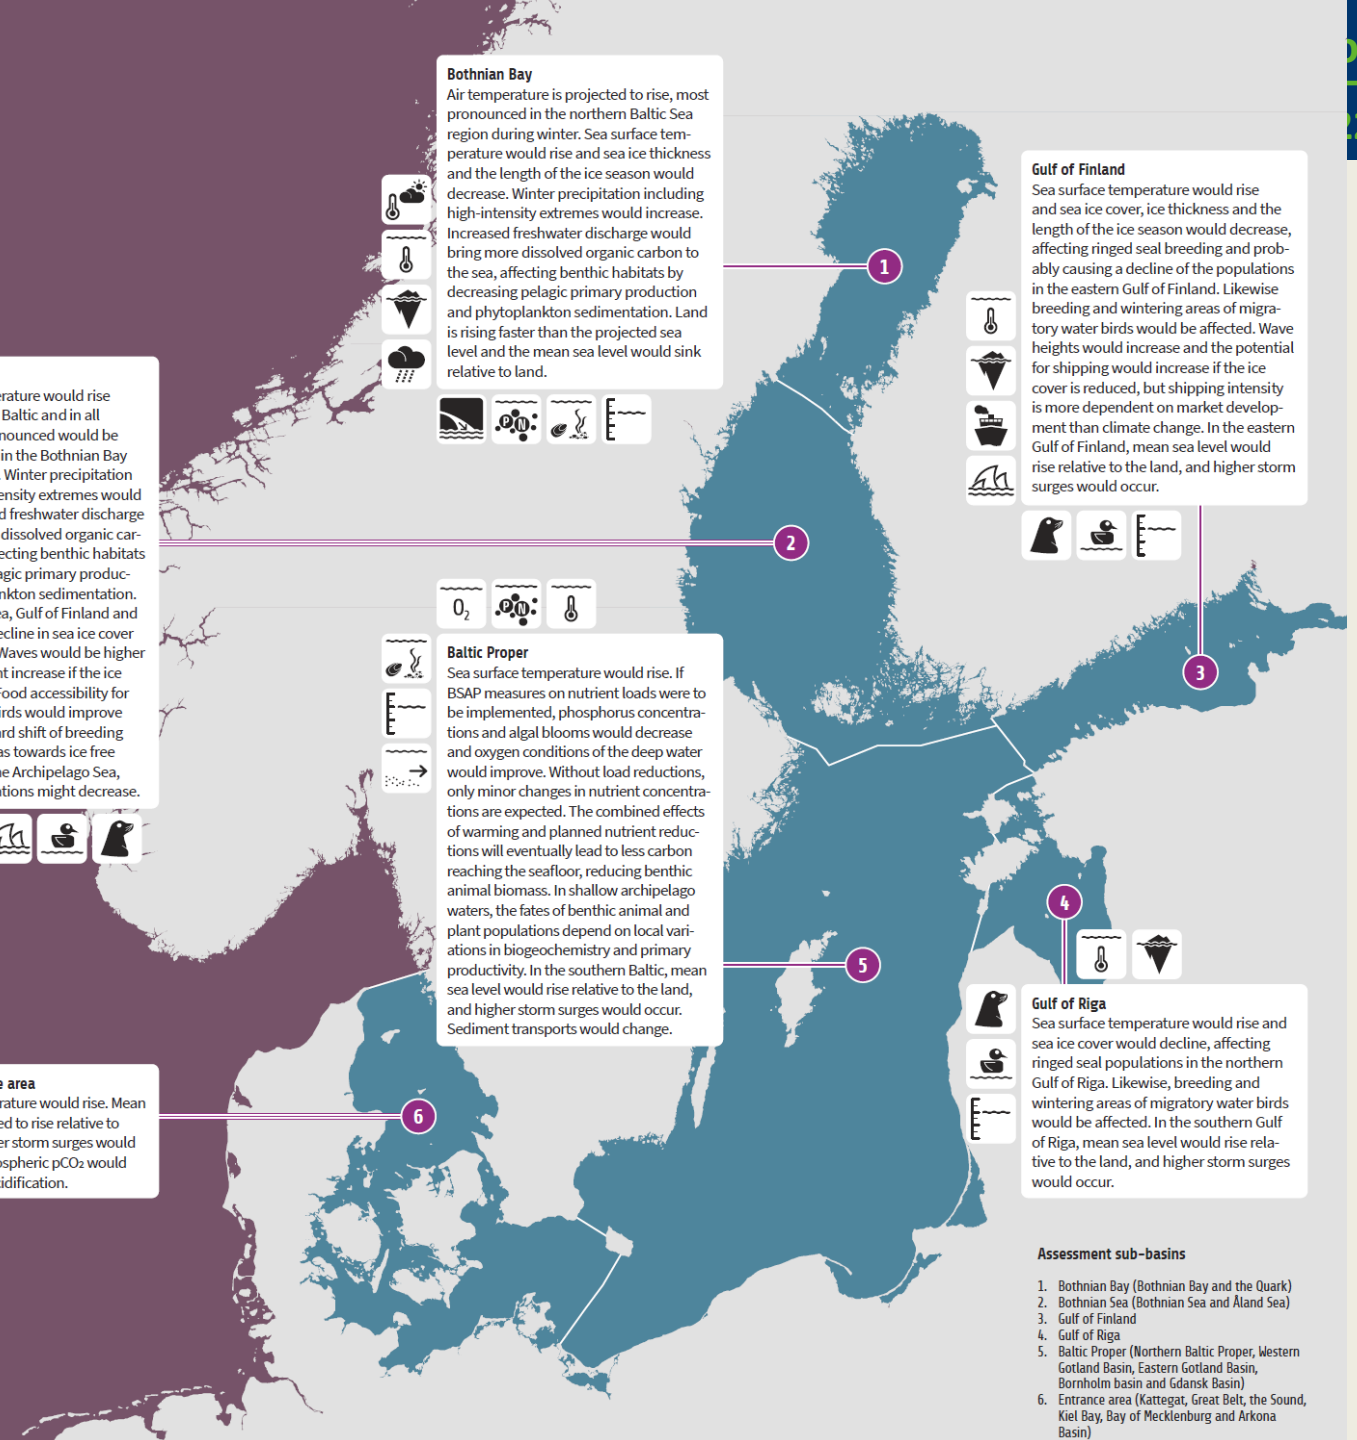 Bothnian Bay
Air temperature is projected to rise, most
pronounced in the northern Baltic Sea
region during winter. Sea surface tem-
perature would rise and sea ice thickness
and the length of the ice season would
decrease. Winter precipitation including
high-intensity extremes would increase.
Increased freshwater discharge would
bring more dissolved organic carbon to
the sea, affecting benthic habitats by
decreasing pelagic primary production
and phytoplankton sedimentation. Land
is rising faster than the projected sea
level and the mean sea level would sink
relative to land.
P N
1
Gulf of Finland
Sea surface temperature would rise
and sea ice cover, ice thickness and the
length of the ice season would decrease,
affecting ringed seal breeding and prob-
ably causing a decline of the populations
in the eastern Gulf of Finland. Likewise
breeding and wintering areas of migra-
tory water birds would be affected. Wave
heights would increase and the potential
for shipping would increase if the ice
cover is reduced, but shipping intensity
is more dependent on market develop-
ment than climate change. In the eastern
Gulf of Finland, mean sea level would
rise relative to the land, and higher storm
surges would occur.
3
erature would rise
Baltic and in all
nounced would be
in the Bothnian Bay
. Winter precipitation
ensity extremes would
d freshwater discharge
dissolved organic car-
ecting benthic habitats
agic primary produc-
nkton sedimentation.
ea, Gulf of Finland and
ecline in sea ice cover
Waves would be higher
nt increase if the ice
Food accessibility for
irds would improve
ard shift of breeding
as towards ice free
he Archipelago Sea,
ations might decrease.
2
O2
P N
Baltic Proper
Sea surface temperature would rise. If
BSAP measures on nutrient loads were to
be implemented, phosphorus concentra-
tions and algal blooms would decrease
and oxygen conditions of the deep water
would improve. Without load reductions,
only minor changes in nutrient concentra-
tions are expected. The combined effects
of warming and planned nutrient reduc-
tions will eventually lead to less carbon
reaching the seafloor, reducing benthic
animal biomass. In shallow archipelago
waters, the fates of benthic animal and
plant populations depend on local vari-
ations in biogeochemistry and primary
productivity. In the southern Baltic, mean
sea level would rise relative to the land,
and higher storm surges would occur.
Sediment transports would change.
5
4
Gulf of Riga
Sea surface temperature would rise and
sea ice cover would decline, affecting
ringed seal populations in the northern
Gulf of Riga. Likewise, breeding and
wintering areas of migratory water birds
would be affected. In the southern Gulf
of Riga, mean sea level would rise rela-
tive to the land, and higher storm surges
would occur.
e area
rature would rise. Mean
ed to rise relative to
er storm surges would
ospheric pCO₂ would
idification.
6
Assessment sub-basins
1. Bothnian Bay (Bothnian Bay and the Quark)
2. Bothnian Sea (Bothnian Sea and Åland Sea)
3. Gulf of Finland
4. Gulf of Riga
5. Baltic Proper (Northern Baltic Proper, Western
Gotland Basin, Eastern Gotland Basin,
Bornholm basin and Gdansk Basin)
6. Entrance area (Kattegat, Great Belt, the Sound,
Kiel Bay, Bay of Mecklenburg and Arkona
Basin)